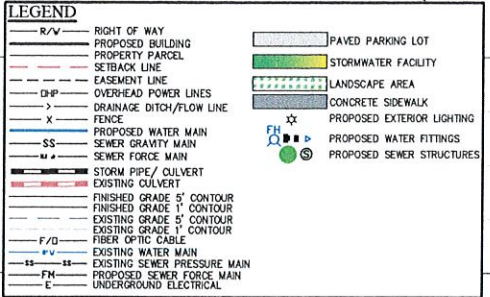 LEGEND
R/W RIGHT OF WAY
PROPOSED BUILDING
PROPERTY PARCEL
SETBACK LINE
EASEMENT LINE
OHP OVERHEAD POWER LINES
> DRAINAGE DITCH/FLOW LINE
X FENCE
PROPOSED WATER MAIN
SS SEWER GRAVITY MAIN
SEWER FORCE MAIN
STORM PIPE/ CULVERT
EXISTING CULVERT
FINISHED GRADE 5' CONTOUR
FINISHED GRADE 1' CONTOUR
EXISTING GRADE 5' CONTOUR
EXISTING GRADE 1' CONTOUR
F/O FIBER OPTIC CABLE
EXISTING WATER MAIN
SS SS EXISTING SEWER PRESSURE MAIN
FM PROPOSED SEWER FORCE MAIN
E UNDERGROUND ELECTRICAL
PAVED PARKING LOT
STORMWATER FACILITY
LANDSCAPE AREA
CONCRETE SIDEWALK
PROPOSED EXTERIOR LIGHTING
FH PROPOSED WATER FITTINGS
S PROPOSED SEWER STRUCTURES